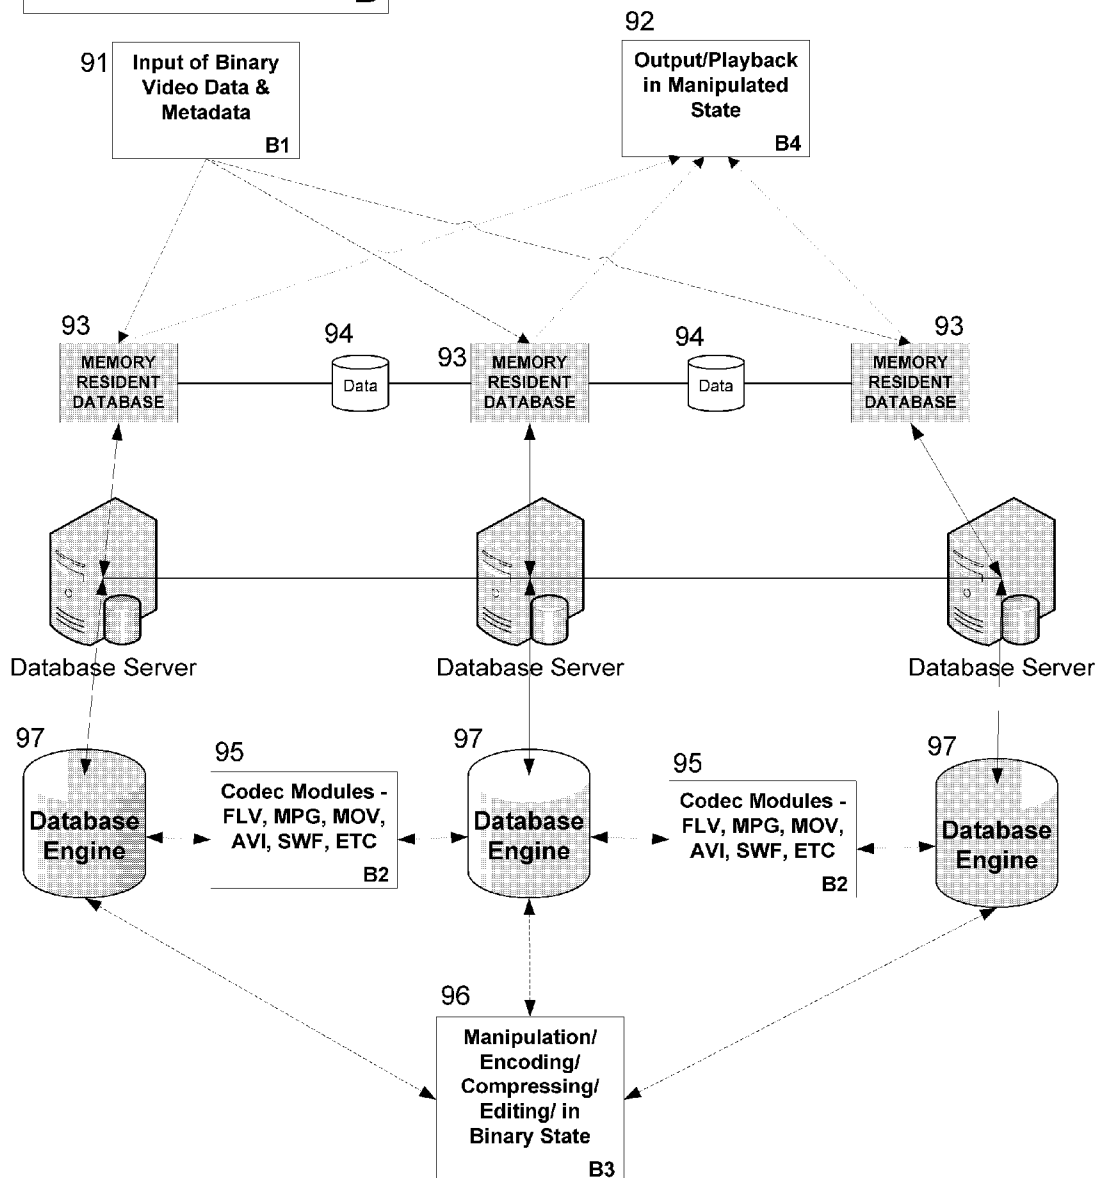 92
91
Input of Binary
Video Data &
Metadata
B1
Output/Playback
in Manipulated
State
B4
93
94
93
94
93
MEMORY
RESIDENT
DATABASE
Data
MEMORY
RESIDENT
DATABASE
Data
MEMORY
RESIDENT
DATABASE
Database Server
Database Server
Database Server
97
95
97
95
97
Database
Engine
Codec Modules -
FLV, MPG, MOV,
AVI, SWF, ETC
B2
Database
Engine
Codec Modules -
FLV, MPG, MOV,
AVI, SWF, ETC
B2
Database
Engine
96
Manipulation/
Encoding/
Compressing/
Editing/ in
Binary State
B3